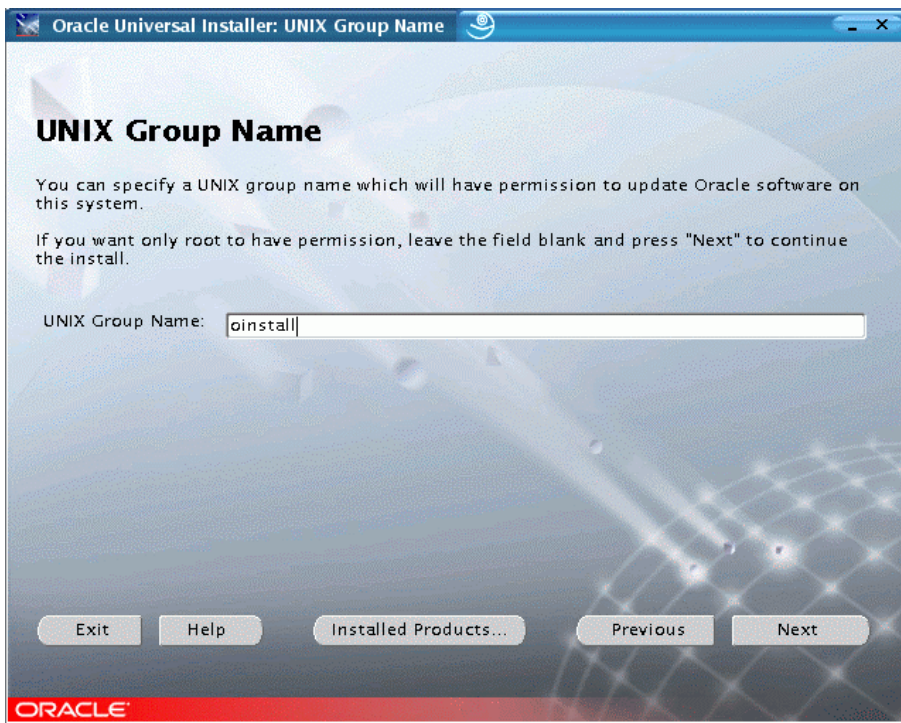 Oracle Universal Installer: UNIX Group Name
UNIX Group Name
You can specify a UNIX group name which will have permission to update Oracle software on
this system.
If you want only root to have permission, leave the field blank and press "Next" to continue
the install.
UNIX Group Name: oinstall
Exit Help Installed Products... Previous Next
ORACLE